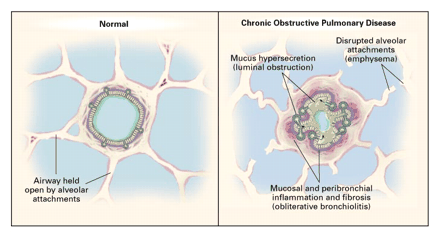 Normal
Airway held
open by alveolar
attachments
Chronic Obstructive Pulmonary Disease
Disrupted alveolar
attachments
(emphysema)
Mucus hypersecretion
(luminal obstruction)
Mucosal and peribronchial
inflammation and fibrosis
(obliterative bronchiolitis)